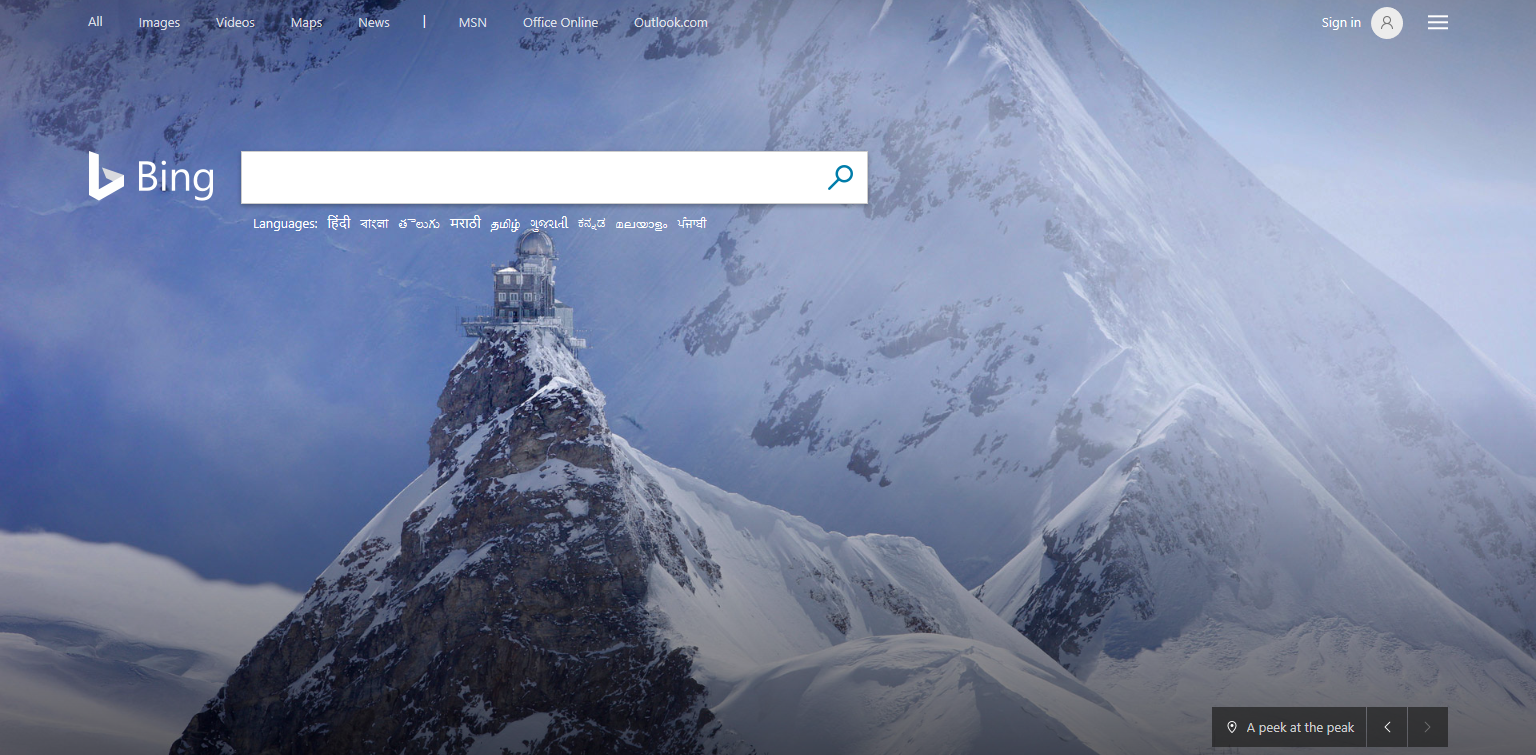 All Images Videos Maps News | MSN Office Online Outlook.com Sign in
Bing
Languages: हिंदी বাংলা తెలుగు मराठी தமிழ் ગુજરાતી ಕನ್ನಡ മലയാളം ਪੰਜਾਬੀ
A peek at the peak